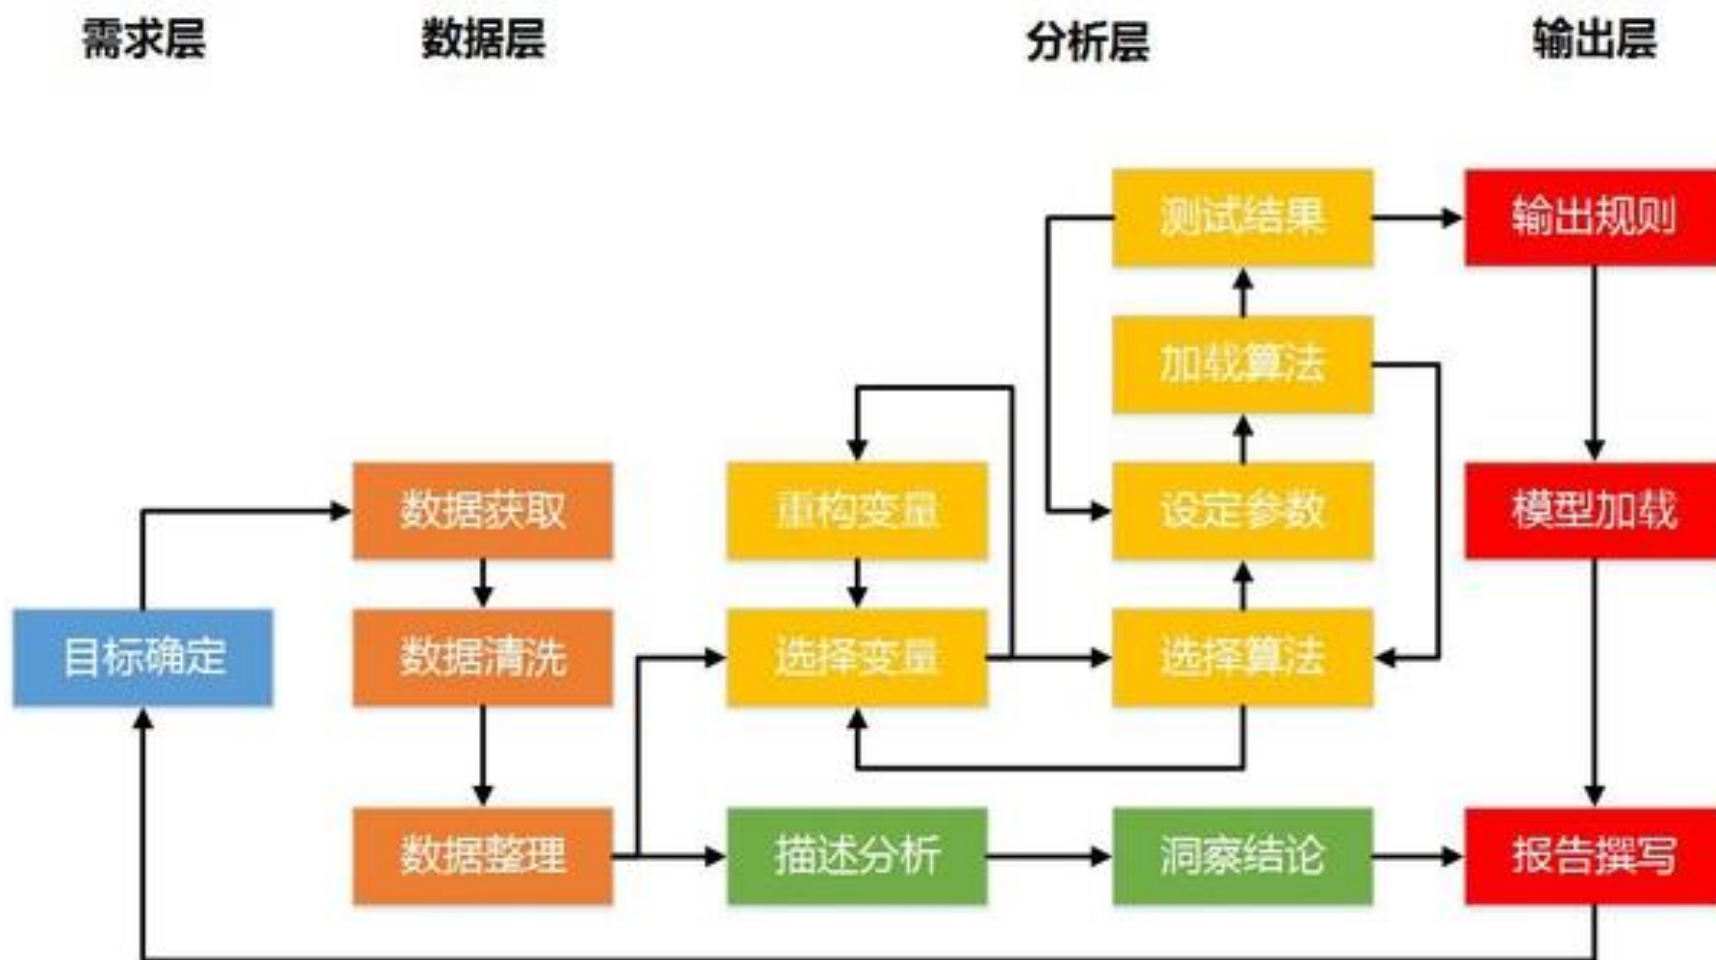 需求层
数据层
分析层
输出层
测试结果
输出规则
加载算法
数据获取
重构变量
设定参数
模型加载
目标确定
数据清洗
选择变量
选择算法
数据整理
描述分析
洞察结论
报告撰写